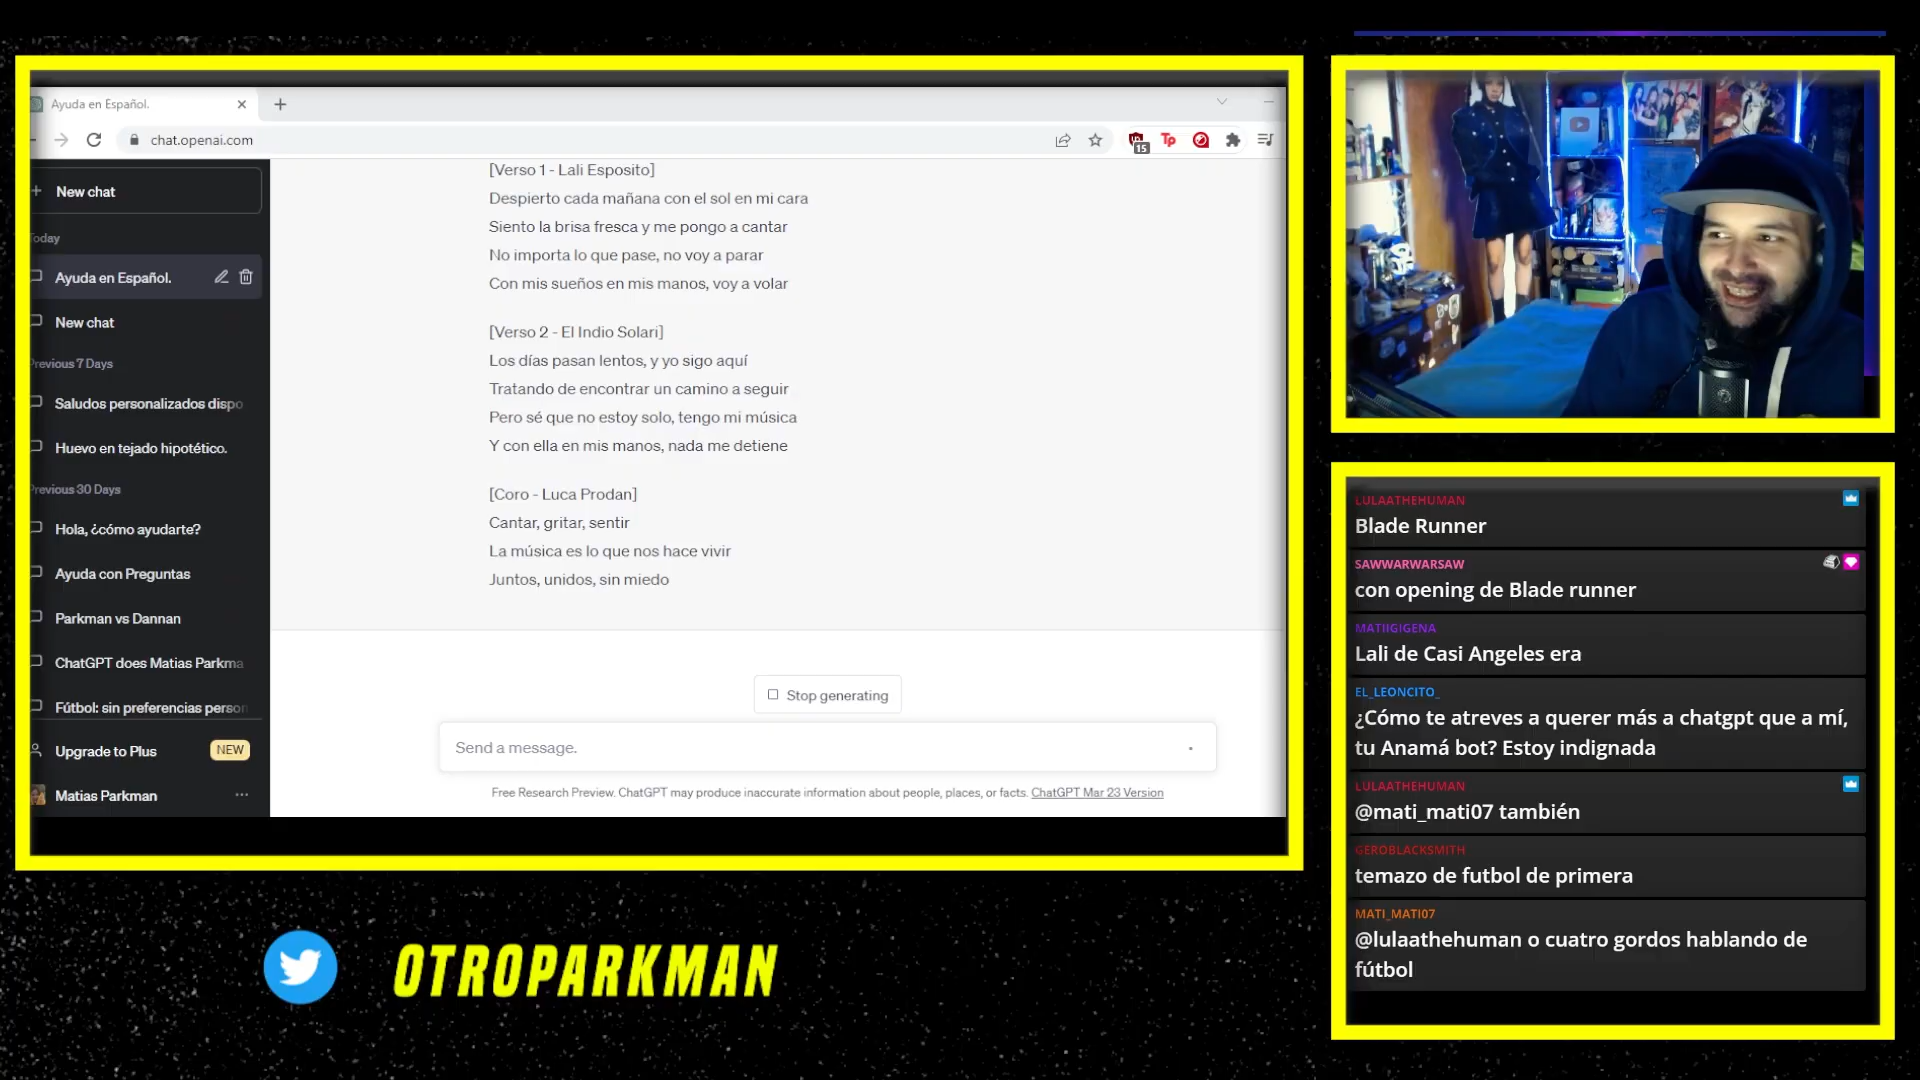 Ayuda en Español.
chat.openai.com
15
Tp
New chat
Today
Ayuda en Español.
New chat
Previous 7 Days
Saludos personalizados dispo
Huevo en tejado hipotético.
Previous 30 Days
Hola, ¿cómo ayudarte?
Ayuda con Preguntas
Parkman vs Dannan
ChatGPT does Matias Parkma
Fútbol: sin preferencias person
Upgrade to Plus NEW
Matias Parkman
[Verso 1 - Lali Esposito]
Despierto cada mañana con el sol en mi cara
Siento la brisa fresca y me pongo a cantar
No importa lo que pase, no voy a parar
Con mis sueños en mis manos, voy a volar
[Verso 2 - El Indio Solari]
Los días pasan lentos, y yo sigo aquí
Tratando de encontrar un camino a seguir
Pero sé que no estoy solo, tengo mi música
Y con ella en mis manos, nada me detiene
[Coro - Luca Prodan]
Cantar, gritar, sentir
La música es lo que nos hace vivir
Juntos, unidos, sin miedo
Stop generating
Send a message.
Free Research Preview. ChatGPT may produce inaccurate information about people, places, or facts. ChatGPT Mar 23 Version
LULAATHEHUMAN
Blade Runner
SAWWARWARSAW
con opening de Blade runner
MATIIGIGENA
Lali de Casi Angeles era
EL_LEONCITO_
¿Cómo te atreves a querer más a chatgpt que a mí,
tu Anamá bot? Estoy indignada
LULAATHEHUMAN
@mati_mati07 también
GEROBLACKSMITH
temazo de futbol de primera
MATI_MATI07
@lulaathehuman o cuatro gordos hablando de
fútbol
OTROPARKMAN